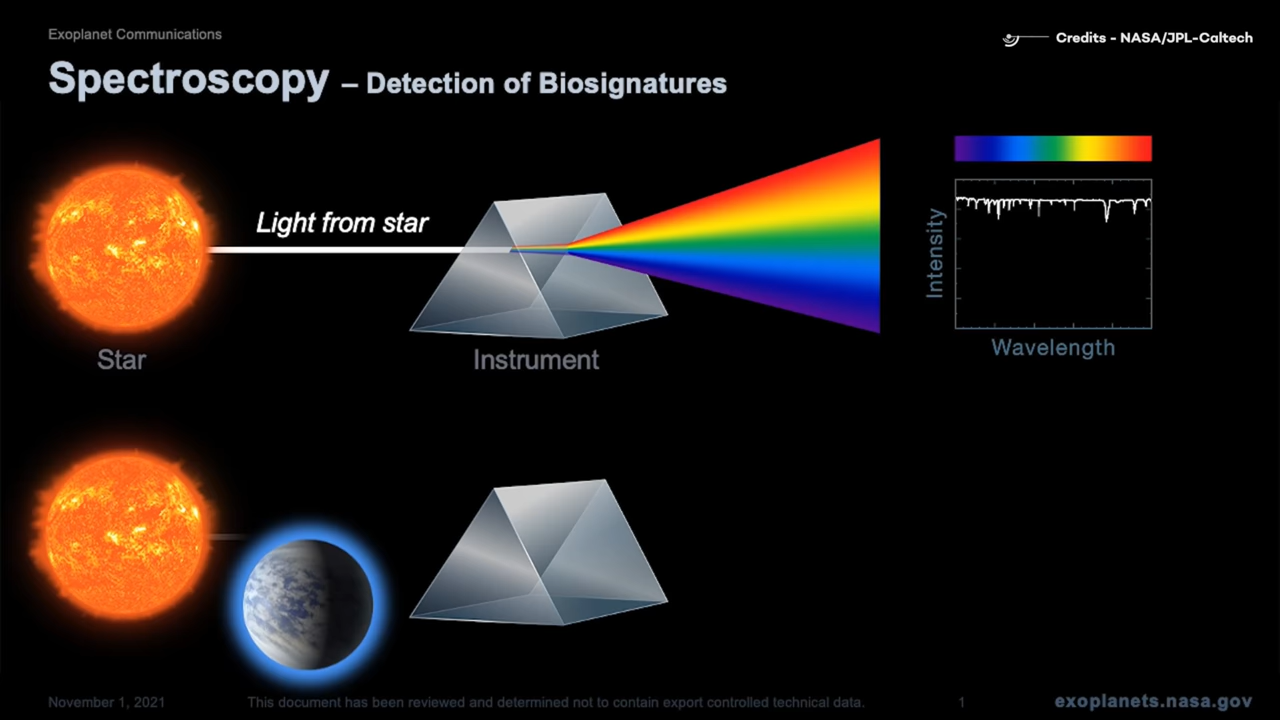 Exoplanet Communications
Credits - NASA/JPL-Caltech
Spectroscopy – Detection of Biosignatures
Light from star
Star
Instrument
Intensity
Wavelength
November 1, 2021
This document has been reviewed and determined not to contain export controlled technical data.
1
exoplanets.nasa.gov